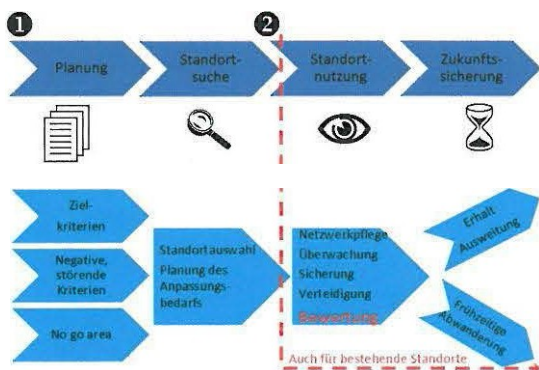 1
2
Planung
Standort-
suche
Standort-
nutzung
Zukunfts-
sicherung
Ziel-
kriterien
Negative,
störende
Kriterien
No go area
Standortauswahl
Planung des
Anpassungs-
bedarfs
Netzwerkpflege
Überwachung
Sicherung
Verteidigung
Bewertung
Erhalt
Ausweitung
Frühzeitige
Abwanderung
Auch für bestehende Standorte